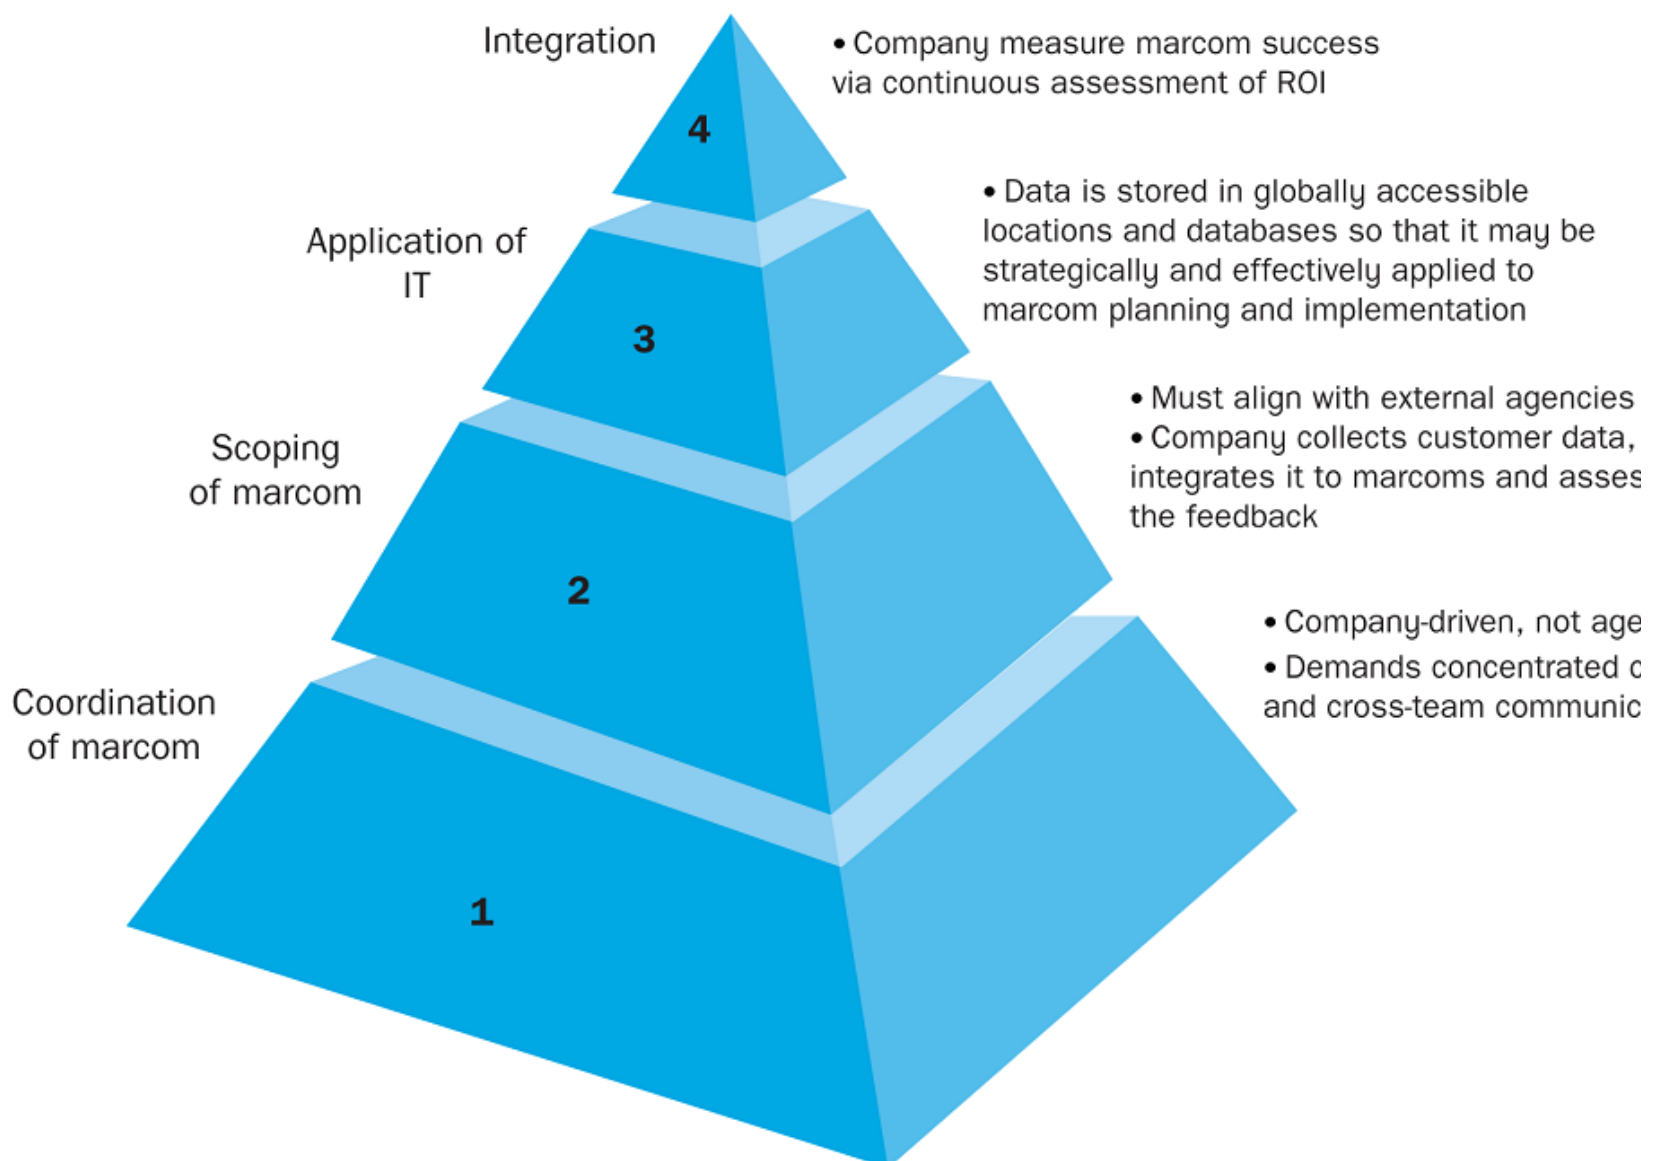 Integration
• Company measure marcom success
via continuous assessment of ROI
4
Application of
IT
• Data is stored in globally accessible
locations and databases so that it may be
strategically and effectively applied to
marcom planning and implementation
3
Scoping
of marcom
• Must align with external agencies
• Company collects customer data,
integrates it to marcoms and
the feedback
2
• Company-driven, not
• Demands concentrated
and cross-team
Coordination
of marcom
1